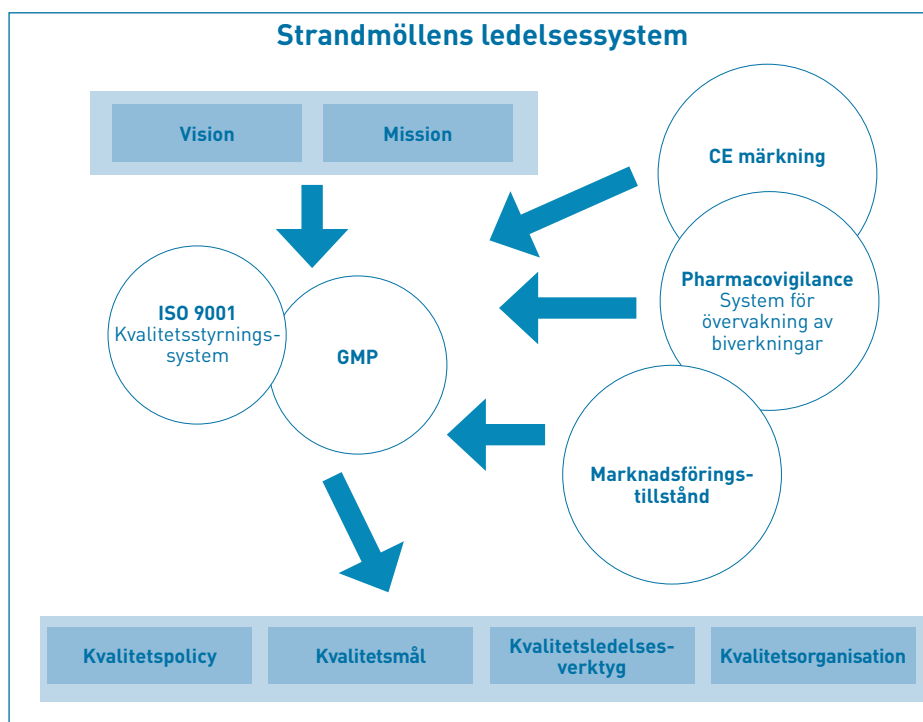 Strandmöllens ledelsessystem
Vision
Mission
CE märkning
Pharmacovigilance
System för
övervakning av
biverkningar
ISO 9001
Kvalitetsstyrnings-
system
GMP
Marknadsförings-
tillstånd
Kvalitetspolicy
Kvalitetsmål
Kvalitetsledelses-
verktyg
Kvalitetsorganisation